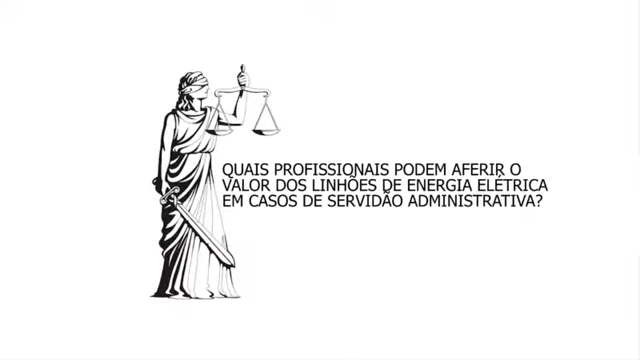 QUAIS PROFISSIONAIS PODEM AFERIR O
VALOR DOS LINHÕES DE ENERGIA ELÉTRICA
EM CASOS DE SERVIDÃO ADMINISTRATIVA?